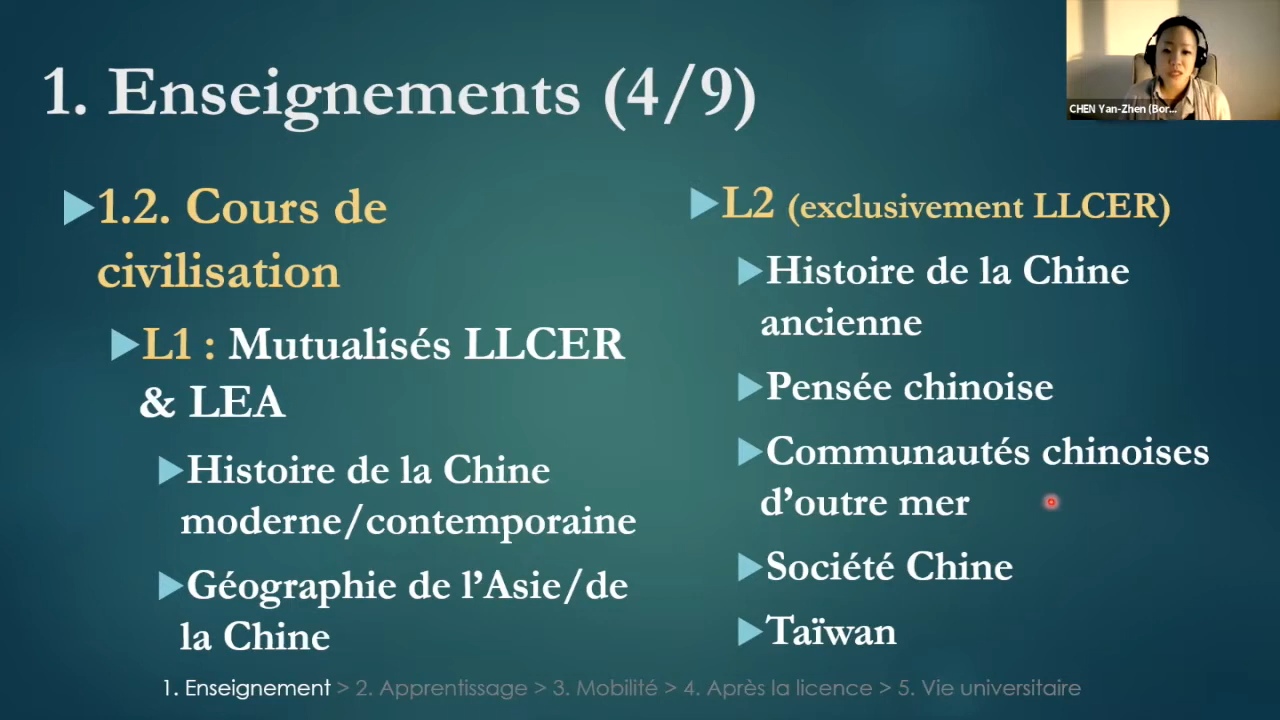 1. Enseignements (4/9)
CHEN Yan-Zhen (Bor...
1.2. Cours de
civilisation
L1 : Mutualisés LLCER
& LEA
Histoire de la Chine
moderne/contemporaine
Géographie de l’Asie/de
la Chine
L2 (exclusivement LLCER)
Histoire de la Chine
ancienne
Pensée chinoise
Communautés chinoises
d’outre mer
Société Chine
Taïwan
1. Enseignement > 2. Apprentissage > 3. Mobilité > 4. Après la licence > 5. Vie universitaire